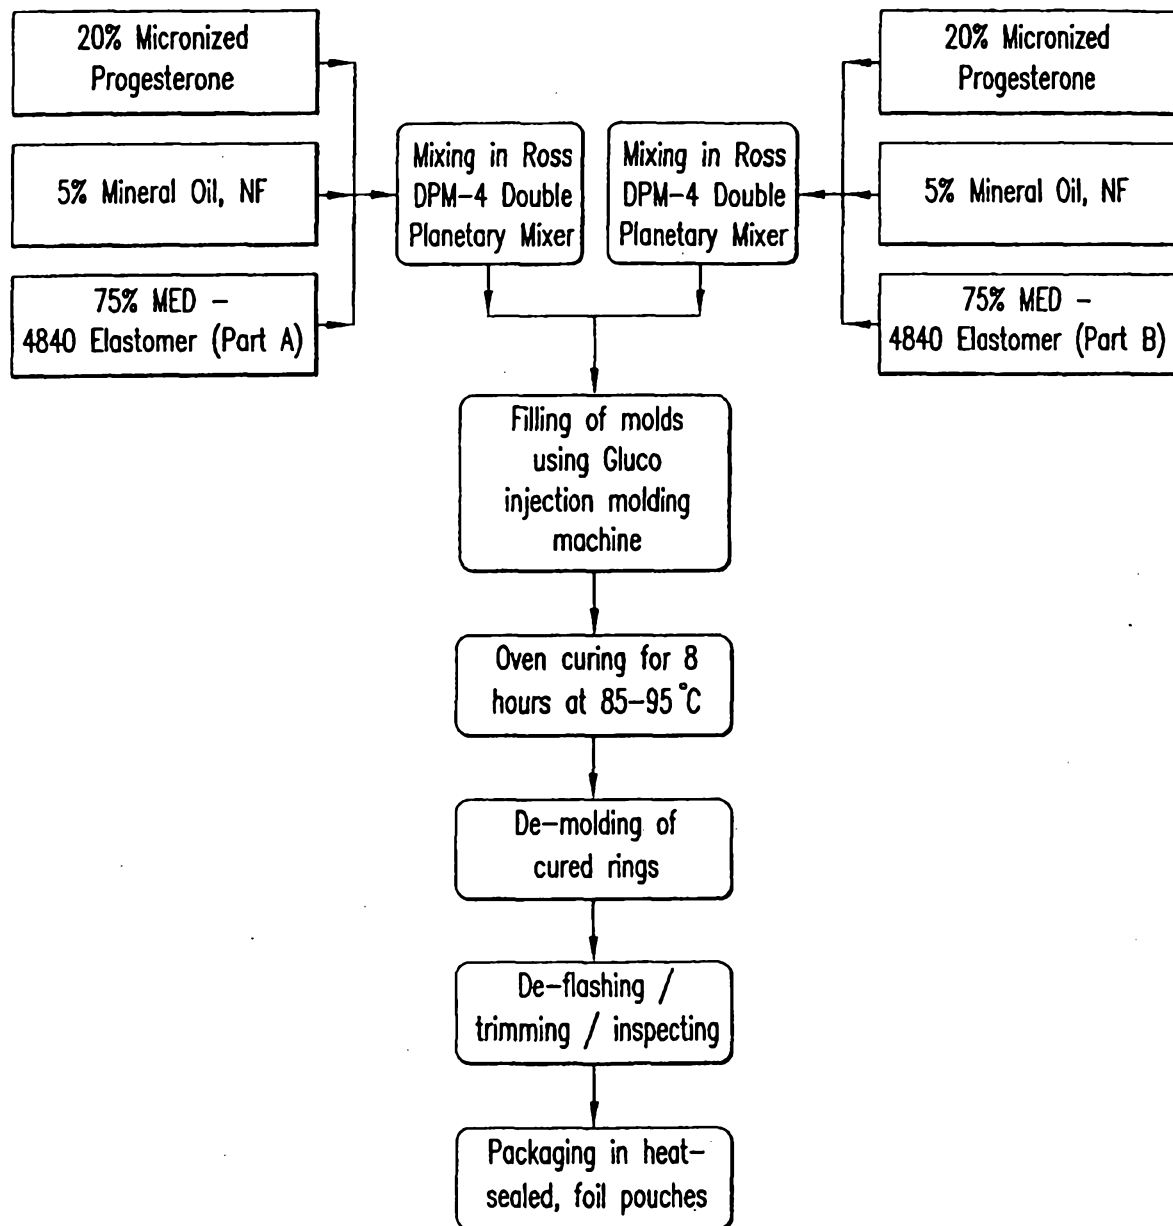 20% Micronized
Progesterone
5% Mineral Oil, NF
75% MED –
4840 Elastomer (Part A)
Mixing in Ross
DPM–4 Double
Planetary Mixer
Mixing in Ross
DPM–4 Double
Planetary Mixer
20% Micronized
Progesterone
5% Mineral Oil, NF
75% MED –
4840 Elastomer (Part B)
Filling of molds
using Gluco
injection molding
machine
Oven curing for 8
hours at 85–95°C
De–molding of
cured rings
De–flashing /
trimming / inspecting
Packaging in heat–
sealed, foil pouches